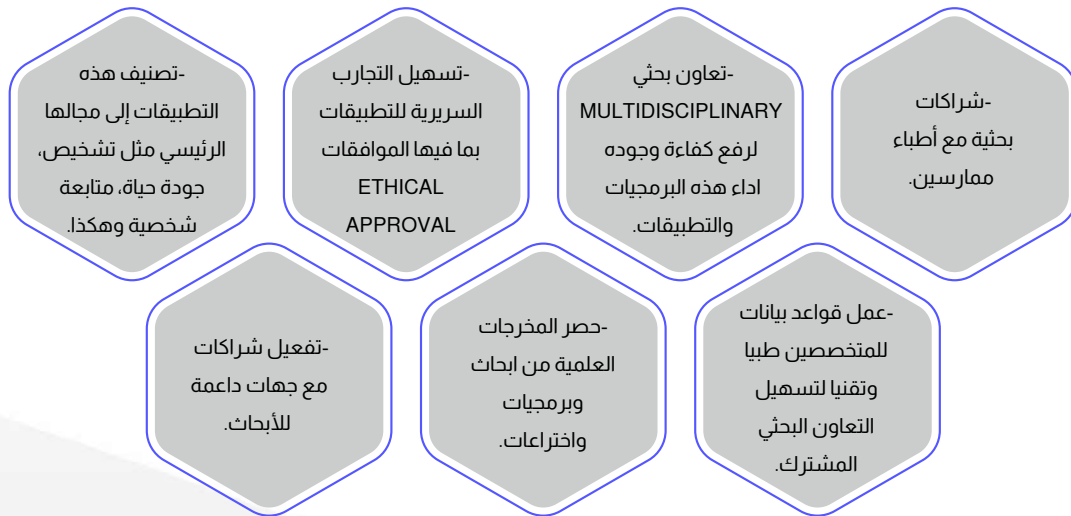 -شراكات
بحثية مع أطباء
ممارسين.
-تعاون بحثي
MULTIDISCIPLINARY
لرفع كفاءة وجوده
اداء هذه البرمجيات
والتطبيقات.
-تسهيل التجارب
السريرية للتطبيقات
بما فيها الموافقات
ETHICAL
APPROVAL
-تصنيف هذه
التطبيقات إلى مجالها
الرئيسي مثل تشخيص،
جودة حياة، متابعة
شخصية وهكذا.
-عمل قواعد بيانات
للمتخصصين طبيا
وتقنيا لتسهيل
التعاون البحثي
المشترك.
-حصر المخرجات
العلمية من ابحاث
وبرمجيات
واختراعات.
-تفعيل شراكات
مع جهات داعمة
للأبحاث.